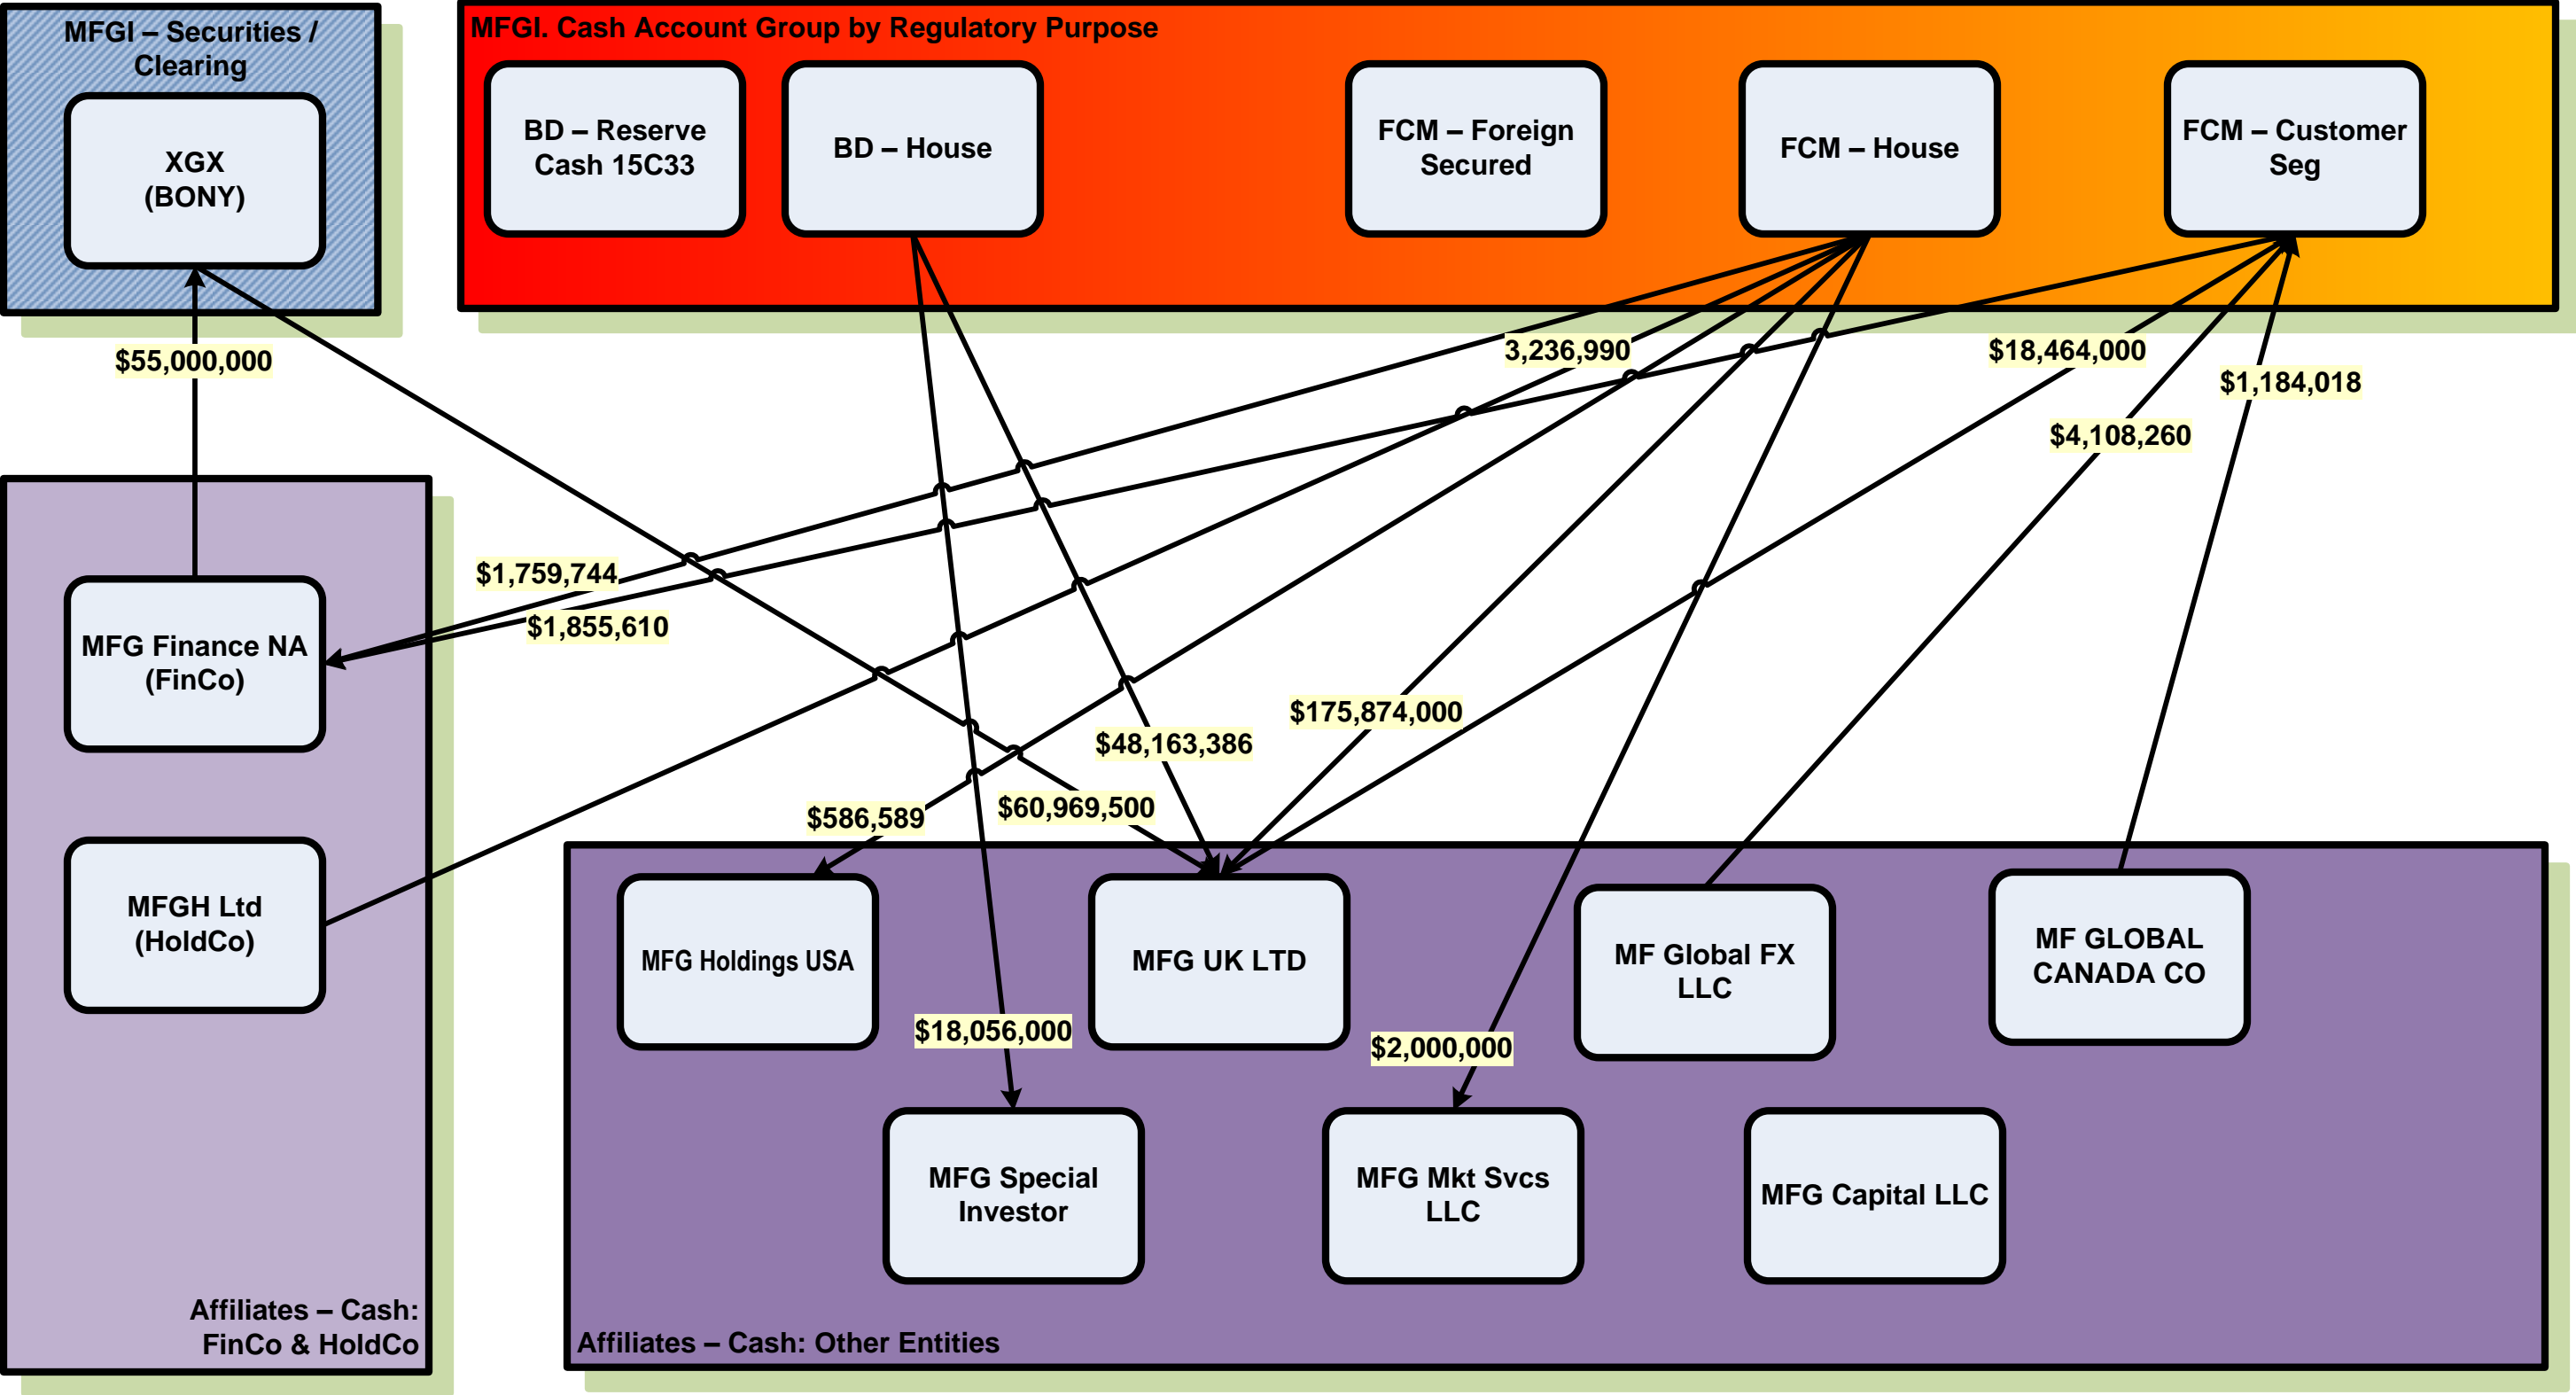 MFGI – Securities /
Clearing
XGX
(BONY)
MFGI. Cash Account Group by Regulatory Purpose
BD – Reserve
Cash 15C33
BD – House
FCM – Foreign
Secured
FCM – House
FCM – Customer
Seg
$55,000,000
3,236,990
$18,464,000
$1,184,018
$4,108,260
$1,759,744
$1,855,610
$175,874,000
$48,163,386
$60,969,500
$586,589
MFG Finance NA
(FinCo)
MFGH Ltd
(HoldCo)
Affiliates – Cash:
FinCo & HoldCo
MFG Holdings USA
MFG UK LTD
MF Global FX
LLC
MF GLOBAL
CANADA CO
$18,056,000
$2,000,000
MFG Special
Investor
MFG Mkt Svcs
LLC
MFG Capital LLC
Affiliates – Cash: Other Entities